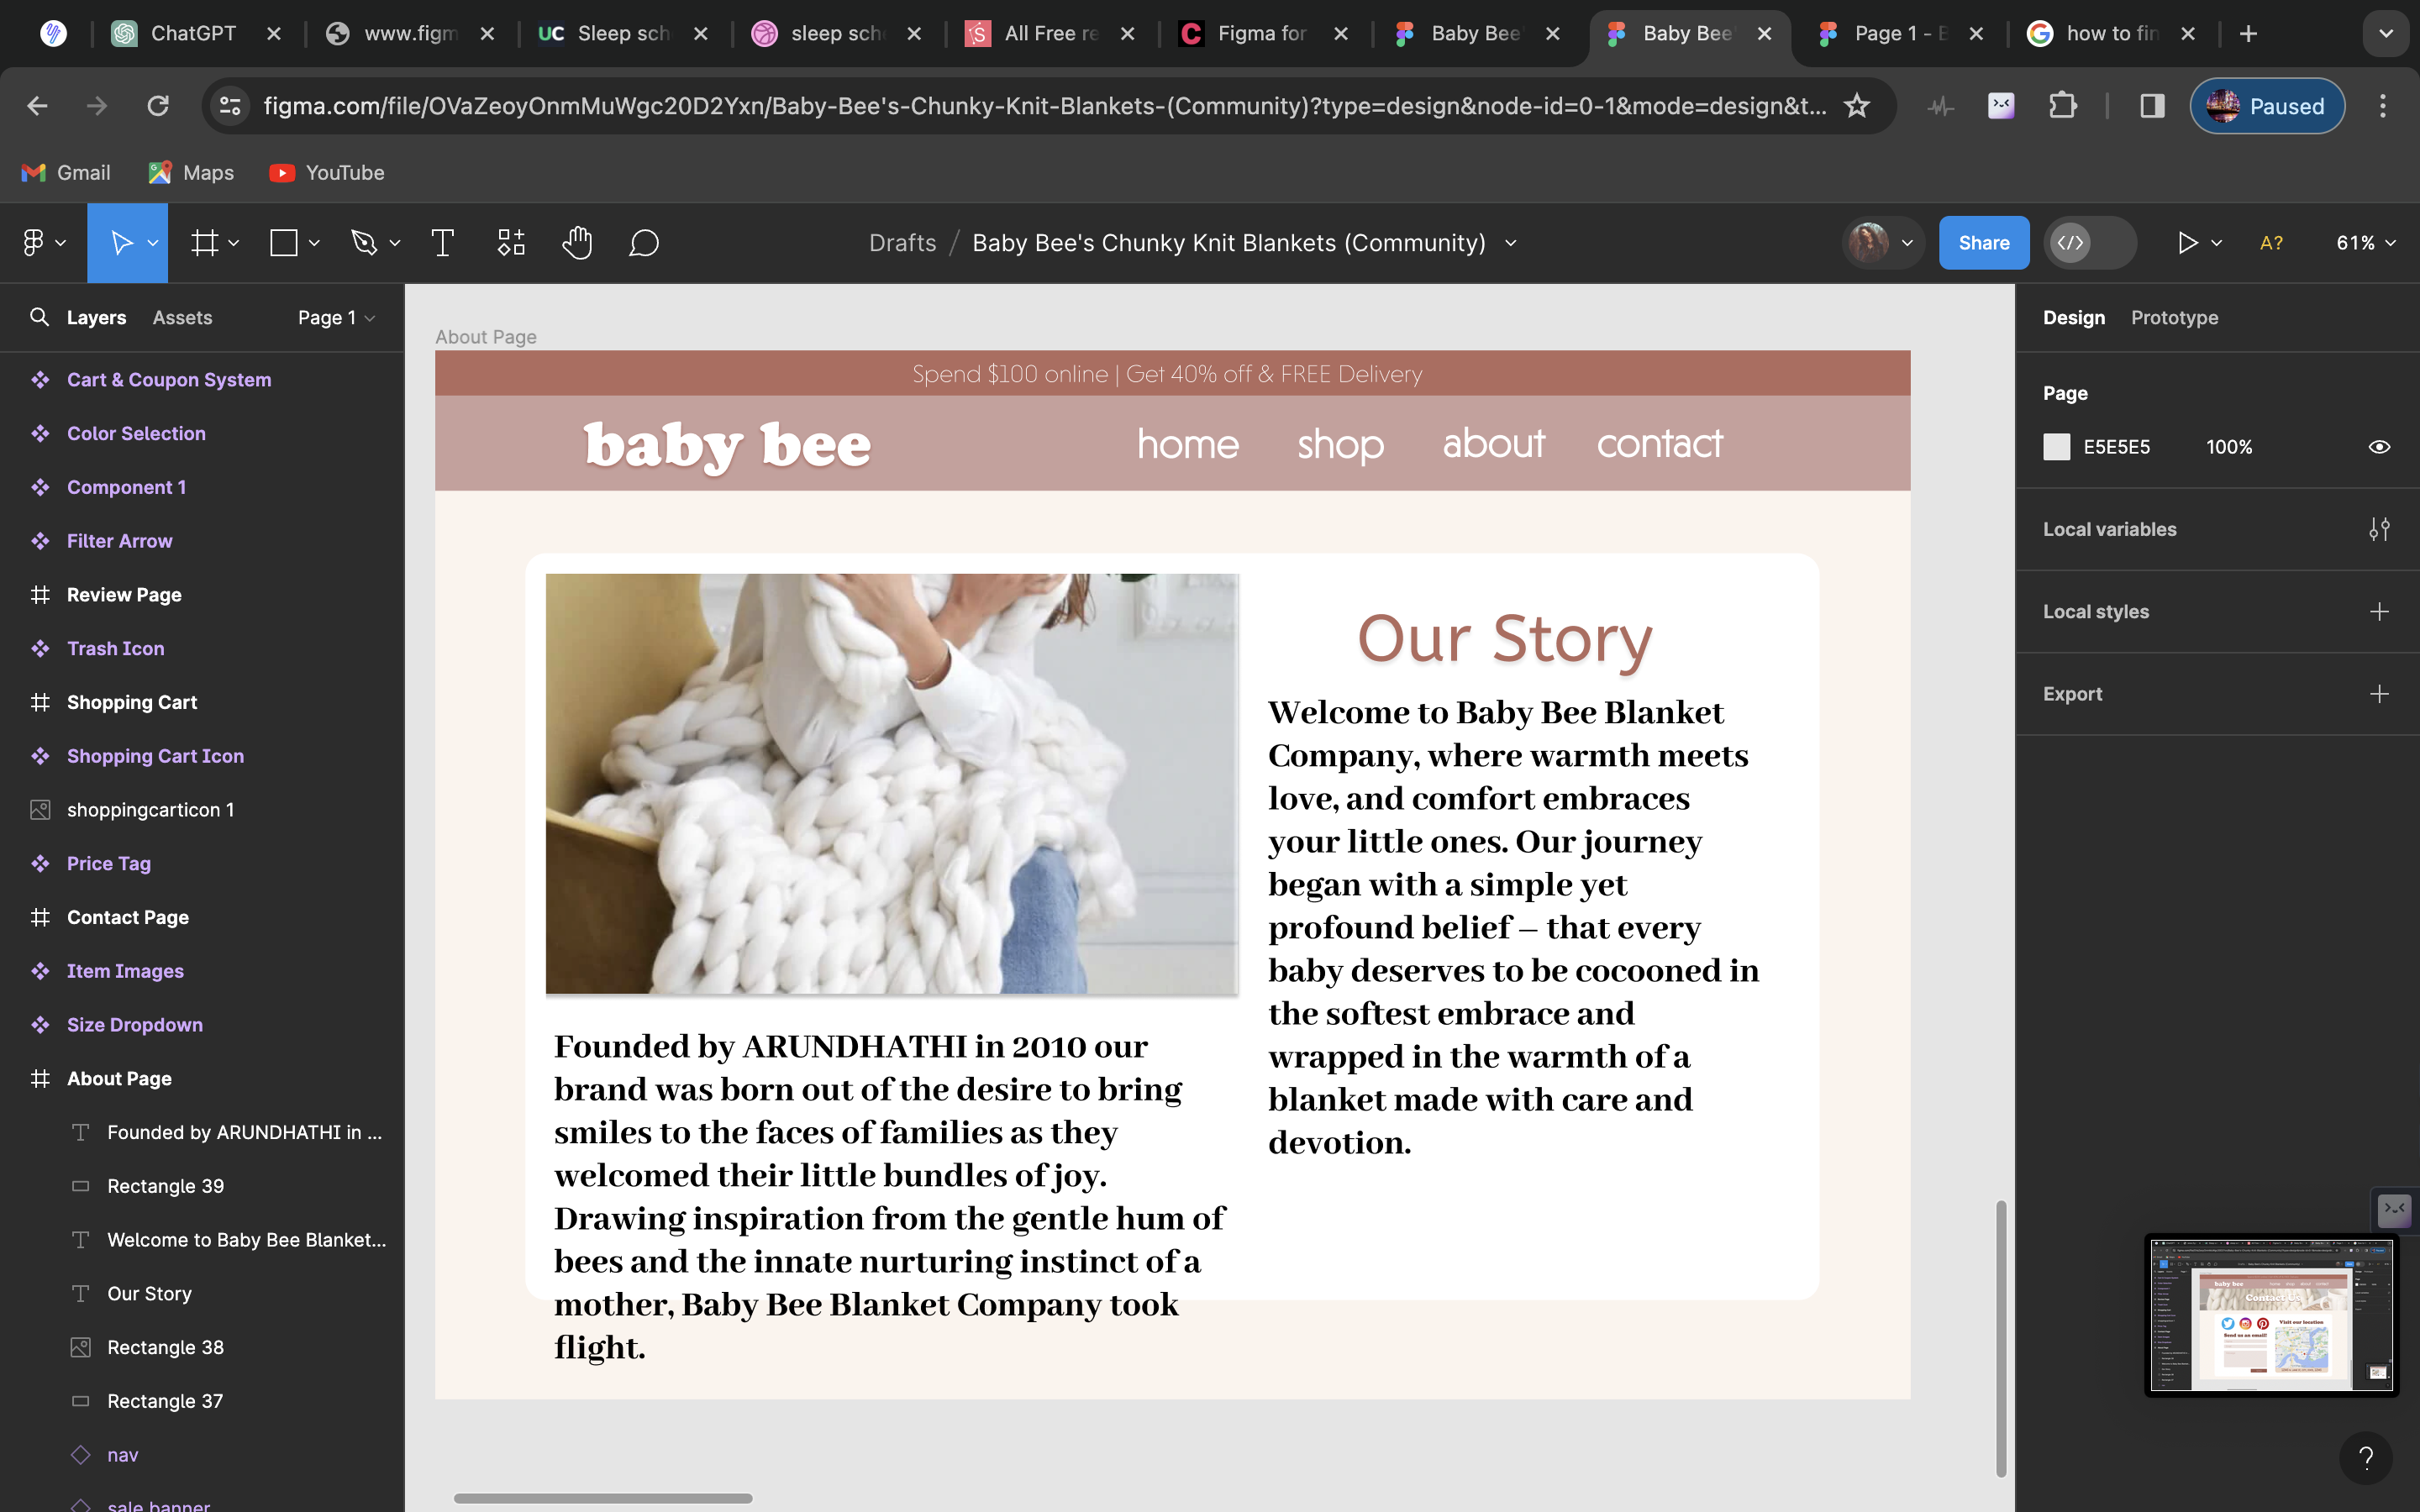 ChatGPT
www.figm
UC Sleep sch
sleep sch
All Free re
Figma for
Baby Bee
Baby Bee
Page 1 - B
how to fin
figma.com/file/OVaZeoyOnmMuWgc20D2Yxn/Baby-Bee's-Chunky-Knit-Blankets-(Community)?type=design&node-id=0-1&mode=design&t...
Paused
Gmail
Maps
YouTube
Drafts / Baby Bee's Chunky Knit Blankets (Community)
Share
A?
61%
Layers
Assets
Page 1
Cart & Coupon System
Color Selection
Component 1
Filter Arrow
Review Page
Trash Icon
Shopping Cart
Shopping Cart Icon
shoppingcarticon 1
Price Tag
Contact Page
Item Images
Size Dropdown
About Page
Founded by ARUNDHATHI in ...
Rectangle 39
Welcome to Baby Bee Blanket...
Our Story
Rectangle 38
Rectangle 37
nav
sale banner
About Page
Spend $100 online | Get 40% off & FREE Delivery
baby bee
home
shop
about
contact
Our Story
Welcome to Baby Bee Blanket
Company, where warmth meets
love, and comfort embraces
your little ones. Our journey
began with a simple yet
profound belief – that every
baby deserves to be cocooned in
the softest embrace and
wrapped in the warmth of a
blanket made with care and
devotion.
Founded by ARUNDHATHI in 2010 our
brand was born out of the desire to bring
smiles to the faces of families as they
welcomed their little bundles of joy.
Drawing inspiration from the gentle hum of
bees and the innate nurturing instinct of a
mother, Baby Bee Blanket Company took
flight.
Design
Prototype
Page
E5E5E5
100%
Local variables
Local styles
Export
baby bee
Contact Us
Visit our location
Send us an email!
?